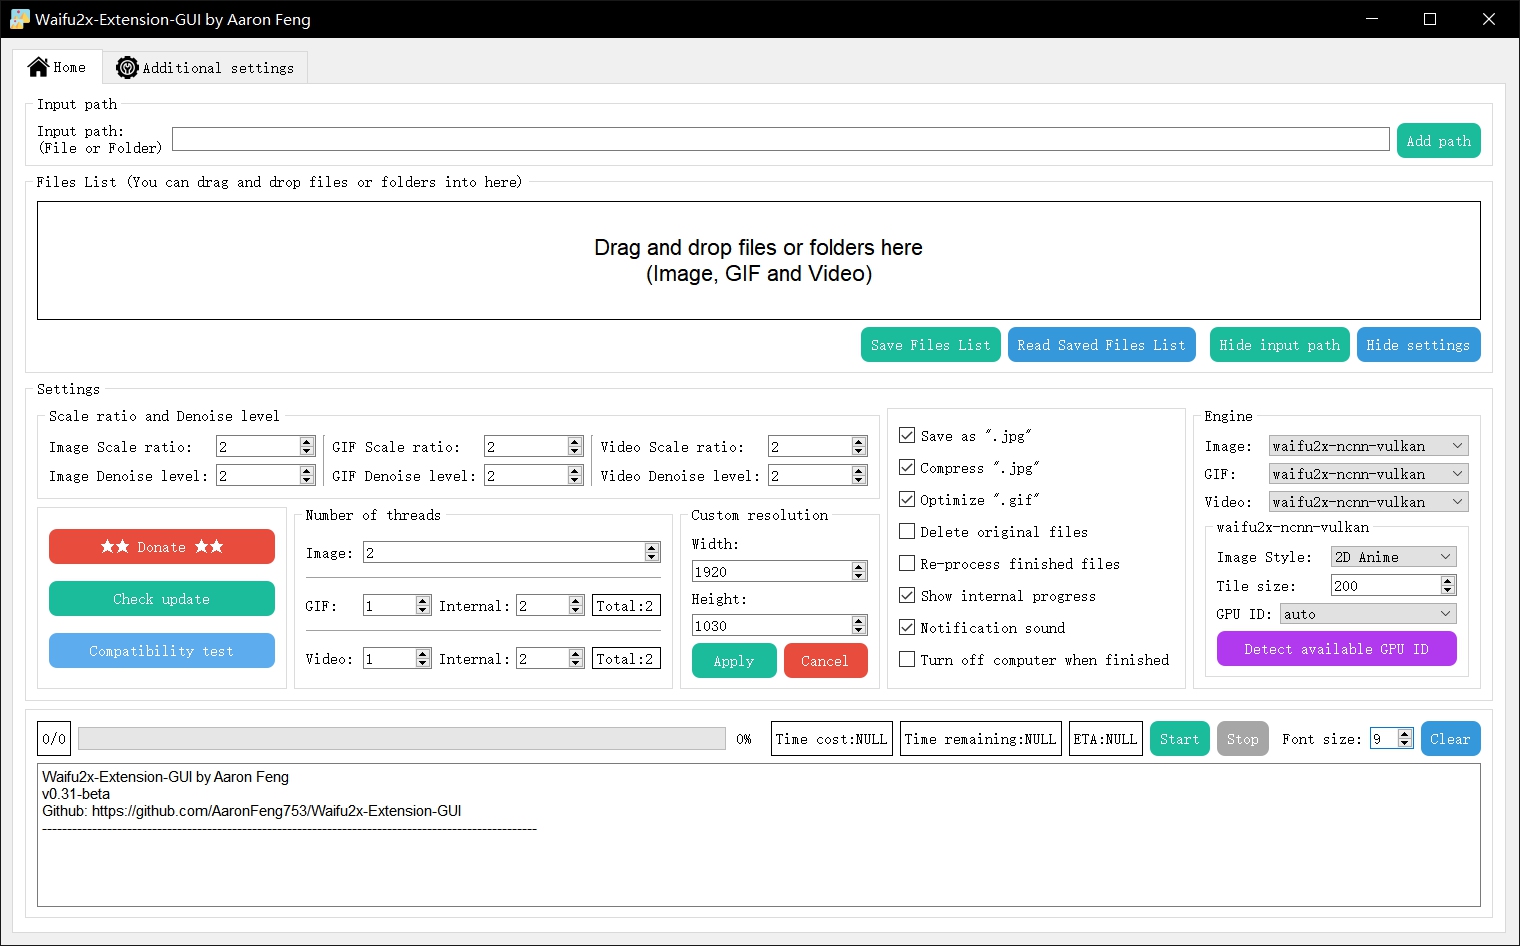 Waifu2x-Extension-GUI by Aaron Feng
Home
Additional settings
Input path
Input path:
(File or Folder)
Add path
Files List (You can drag and drop files or folders into here)
Drag and drop files or folders here
(Image, GIF and Video)
Save Files List
Read Saved Files List
Hide input path
Hide settings
Settings
Scale ratio and Denoise level
Image Scale ratio: 2
GIF Scale ratio: 2
Video Scale ratio: 2
Image Denoise level: 2
GIF Denoise level: 2
Video Denoise level: 2
★★ Donate ★★
Check update
Compatibility test
Number of threads
Image: 2
GIF: 1 Internal: 2 Total:2
Video: 1 Internal: 2 Total:2
Custom resolution
Width:
1920
Height:
1030
Apply
Cancel
Save as ".jpg"
Compress ".jpg"
Optimize ".gif"
Delete original files
Re-process finished files
Show internal progress
Notification sound
Turn off computer when finished
Engine
Image: waifu2x-ncnn-vulkan
GIF: waifu2x-ncnn-vulkan
Video: waifu2x-ncnn-vulkan
waifu2x-ncnn-vulkan
Image Style: 2D Anime
Tile size: 200
GPU ID: auto
Detect available GPU ID
0/0
0%
Time cost:NULL
Time remaining:NULL
ETA:NULL
Start
Stop
Font size: 9
Clear
Waifu2x-Extension-GUI by Aaron Feng
v0.31-beta
Github: https://github.com/AaronFeng753/Waifu2x-Extension-GUI
---------------------------------------------------------------------------------------------------